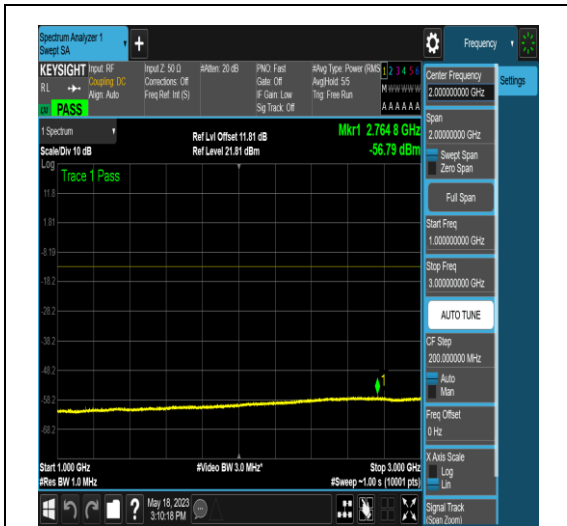 Spectrum Analyzer 1
Swept SA
+
Frequency
KEYSIGHT
RL
PASS
Input: RF
Coupling: DC
Align: Auto
Input Z: 50 Ω
Corrections: Off
Freq Ref: Int (S)
#Atten: 20 dB
PNO: Fast
Gate: Off
IF Gain: Low
Sig Track: Off
#Avg Type: Power (RMS
Avg|Hold: 5/5
Trig: Free Run
1 2 3 4 5 6
M W W W W W
A A A A A A
Center Frequency
2.000000000 GHz
Settings
Span
2.00000000 GHz
Swept Span
Zero Span
Full Span
Start Freq
1.000000000 GHz
Stop Freq
3.000000000 GHz
AUTO TUNE
CF Step
200.000000 MHz
Auto
Man
Freq Offset
0 Hz
X Axis Scale
Log
Lin
Signal Track
(Span Zoom)
1 Spectrum
Scale/Div 10 dB
Ref Lvl Offset 11.81 dB
Ref Level 21.81 dBm
Mkr1 2.764 8 GHz
-56.79 dBm
Log
Trace 1 Pass
11.8
1.81
-8.19
-18.2
-28.2
-38.2
-48.2
-58.2
-68.2
1
Start 1.000 GHz
#Res BW 1.0 MHz
#Video BW 3.0 MHz*
Stop 3.000 GHz
#Sweep ~1.00 s (10001 pts)
?
May 18, 2023
3:10:18 PM